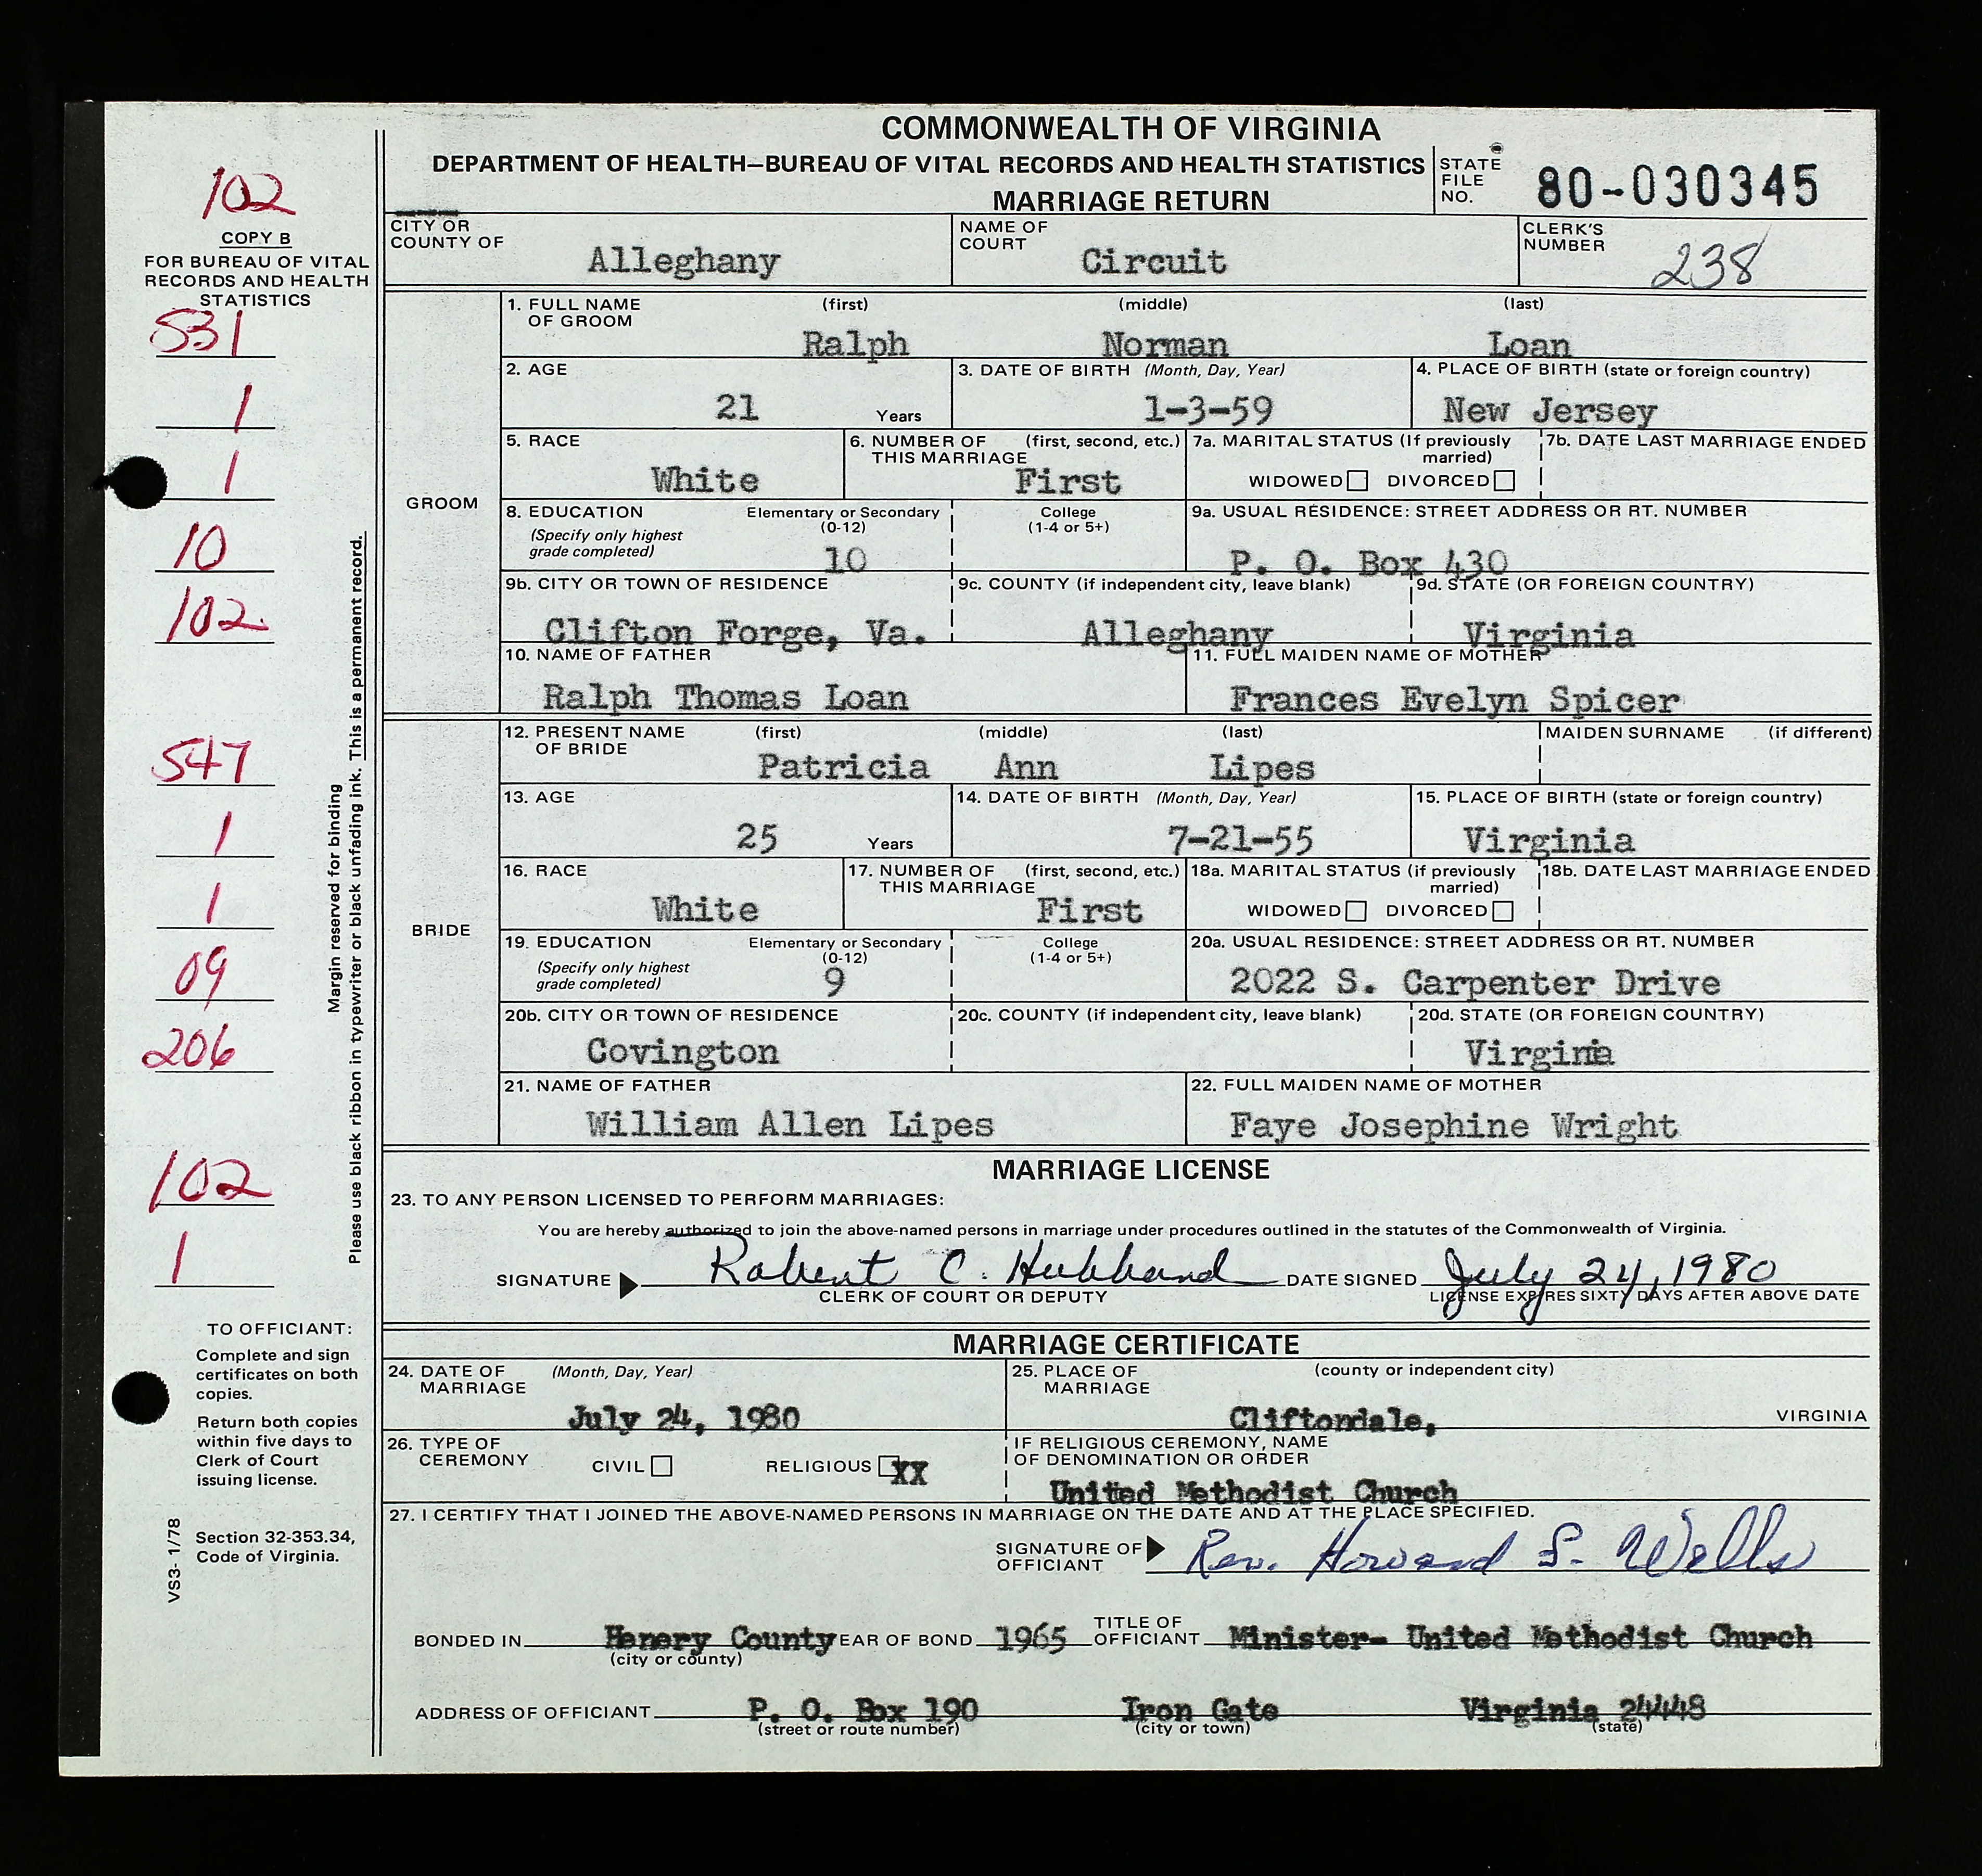 COMMONWEALTH OF VIRGINIA
DEPARTMENT OF HEALTH—BUREAU OF VITAL RECORDS AND HEALTH STATISTICS
MARRIAGE RETURN
STATE FILE NO. 80-030345
102
COPY B
FOR BUREAU OF VITAL
RECORDS AND HEALTH
STATISTICS
531
1
1
10
102
547
1
1
09
206
102
1
Margin reserved for binding
Please use black ribbon in typewriter or black unfading ink. This is a permanent record.
TO OFFICIANT:
Complete and sign
certificates on both
copies.
Return both copies
within five days to
Clerk of Court
issuing license.
Section 32-353.34,
Code of Virginia.
VS3- 1/78
CITY OR COUNTY OF Alleghany NAME OF COURT Circuit CLERK'S NUMBER 238
GROOM
1. FULL NAME OF GROOM (first) (middle) (last)
Ralph Norman Loan
2. AGE 21 Years 3. DATE OF BIRTH (Month, Day, Year) 1-3-59 4. PLACE OF BIRTH (state or foreign country) New Jersey
5. RACE White 6. NUMBER OF THIS MARRIAGE (first, second, etc.) First 7a. MARITAL STATUS (If previously married) WIDOWED DIVORCED 7b. DATE LAST MARRIAGE ENDED
8. EDUCATION (Specify only highest grade completed) Elementary or Secondary (0-12) 10 College (1-4 or 5+) 9a. USUAL RESIDENCE: STREET ADDRESS OR RT. NUMBER P. O. Box 430
9b. CITY OR TOWN OF RESIDENCE Clifton Forge, Va. 9c. COUNTY (if independent city, leave blank) Alleghany 9d. STATE (OR FOREIGN COUNTRY) Virginia
10. NAME OF FATHER Ralph Thomas Loan 11. FULL MAIDEN NAME OF MOTHER Frances Evelyn Spicer
BRIDE
12. PRESENT NAME OF BRIDE (first) (middle) (last) MAIDEN SURNAME (if different)
Patricia Ann Lipes
13. AGE 25 Years 14. DATE OF BIRTH (Month, Day, Year) 7-21-55 15. PLACE OF BIRTH (state or foreign country) Virginia
16. RACE White 17. NUMBER OF THIS MARRIAGE (first, second, etc.) First 18a. MARITAL STATUS (if previously married) WIDOWED DIVORCED 18b. DATE LAST MARRIAGE ENDED
19. EDUCATION (Specify only highest grade completed) Elementary or Secondary (0-12) 9 College (1-4 or 5+) 20a. USUAL RESIDENCE: STREET ADDRESS OR RT. NUMBER 2022 S. Carpenter Drive
20b. CITY OR TOWN OF RESIDENCE Covington 20c. COUNTY (if independent city, leave blank) 20d. STATE (OR FOREIGN COUNTRY) Virginia
21. NAME OF FATHER William Allen Lipes 22. FULL MAIDEN NAME OF MOTHER Faye Josephine Wright
MARRIAGE LICENSE
23. TO ANY PERSON LICENSED TO PERFORM MARRIAGES:
You are hereby authorized to join the above-named persons in marriage under procedures outlined in the statutes of the Commonwealth of Virginia.
SIGNATURE Robert C. Hubbard DATE SIGNED July 24, 1980
CLERK OF COURT OR DEPUTY LICENSE EXPIRES SIXTY DAYS AFTER ABOVE DATE
MARRIAGE CERTIFICATE
24. DATE OF MARRIAGE (Month, Day, Year) July 24, 1980 25. PLACE OF MARRIAGE (county or independent city) Cliftondale, VIRGINIA
26. TYPE OF CEREMONY CIVIL RELIGIOUS XX IF RELIGIOUS CEREMONY, NAME OF DENOMINATION OR ORDER United Methodist Church
27. I CERTIFY THAT I JOINED THE ABOVE-NAMED PERSONS IN MARRIAGE ON THE DATE AND AT THE PLACE SPECIFIED.
SIGNATURE OF OFFICIANT Rev. Howard S. Wells
BONDED IN Henery County EAR OF BOND 1965 TITLE OF OFFICIANT Minister- United Methodist Church
(city or county)
ADDRESS OF OFFICIANT P. O. Box 190 Iron Gate Virginia 24448
(street or route number) (city or town) (state)